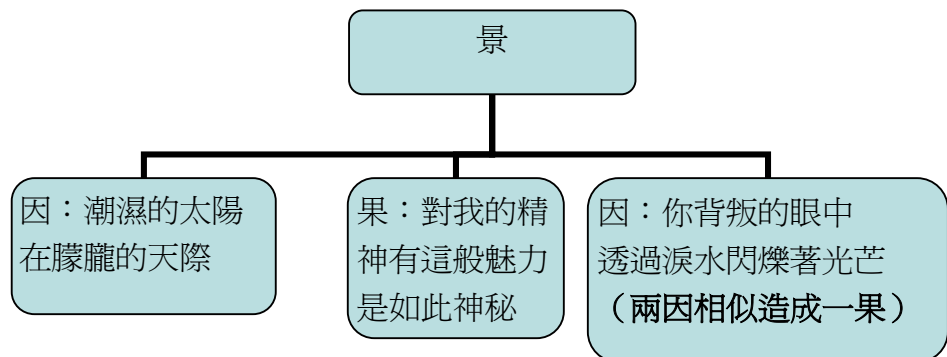 景
因：潮濕的太陽
在朦朧的天際
果：對我的精
神有這般魅力
是如此神秘
因：你背叛的眼中
透過淚水閃爍著光芒
（兩因相似造成一果）